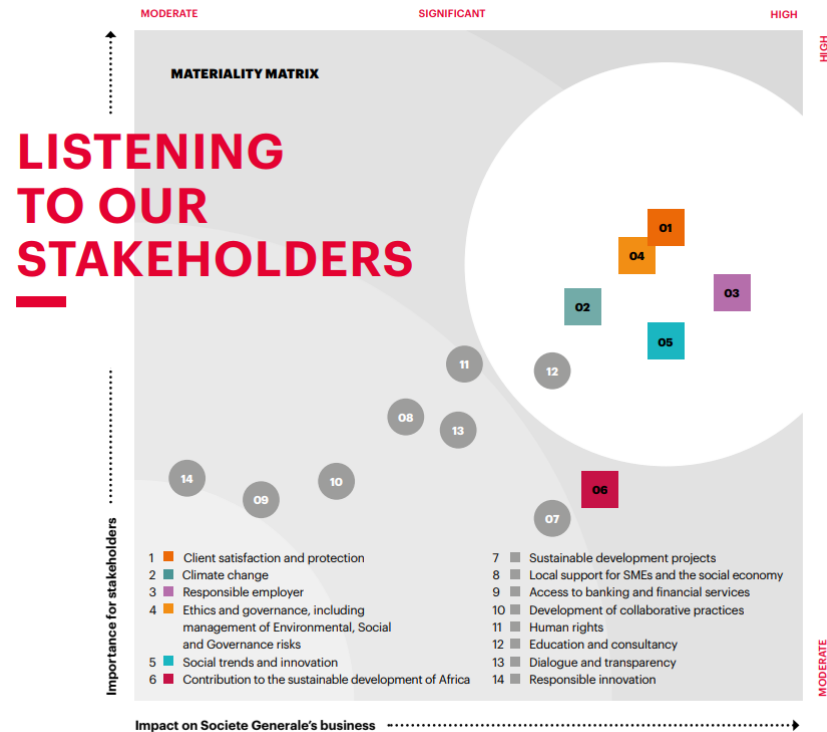 MODERATE
SIGNIFICANT
HIGH
HIGH
MATERIALITY MATRIX
LISTENING
TO OUR
STAKEHOLDERS
01
04
03
02
05
11
12
08
13
14
10
09
06
07
Importance for stakeholders
1 Client satisfaction and protection
2 Climate change
3 Responsible employer
4 Ethics and governance, including
management of Environmental, Social
and Governance risks
5 Social trends and innovation
6 Contribution to the sustainable development of Africa
7 Sustainable development projects
8 Local support for SMEs and the social economy
9 Access to banking and financial services
10 Development of collaborative practices
11 Human rights
12 Education and consultancy
13 Dialogue and transparency
14 Responsible innovation
MODERATE
Impact on Societe Generale's business